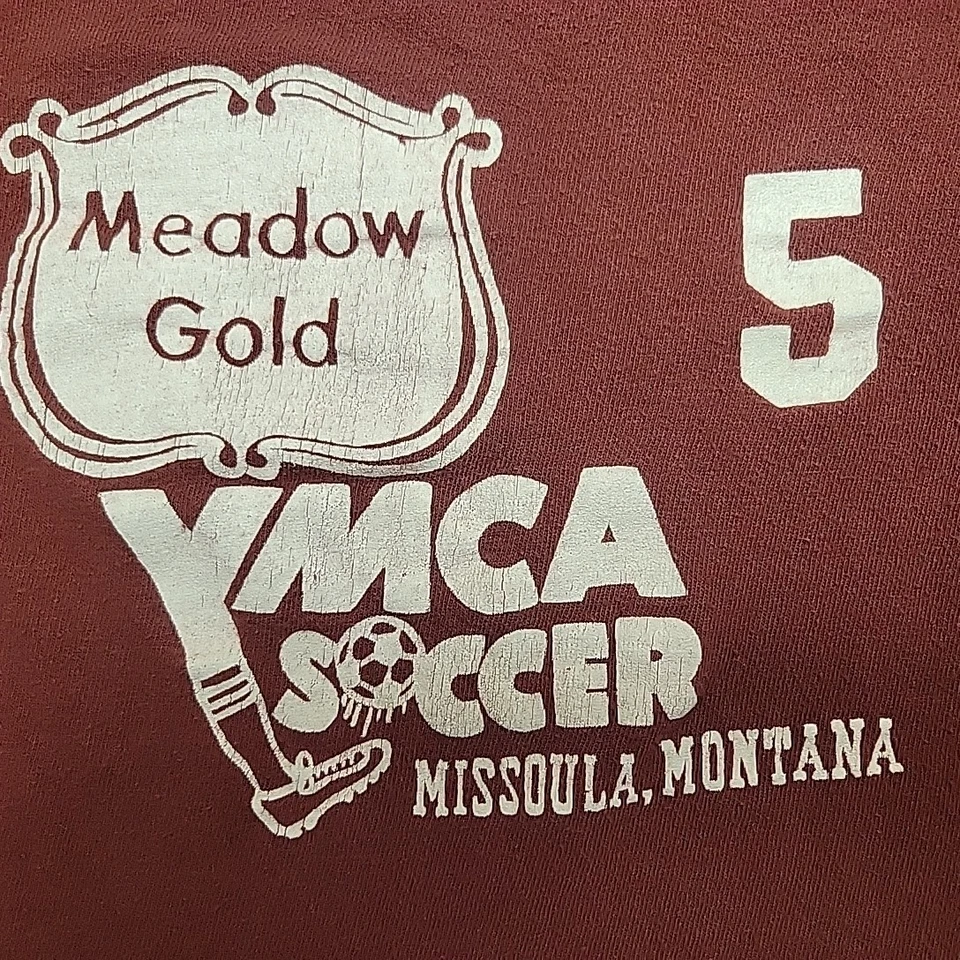 Meadow
Gold
5
YMCA
SOCCER
MISSOULA, MONTANA